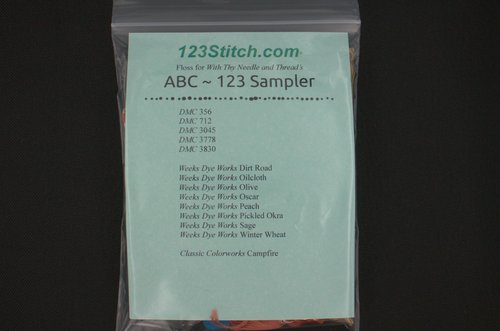 123Stitch.com
Floss for With Thy Needle and Thread's
ABC ~ 123 Sampler
DMC 356
DMC 712
DMC 3045
DMC 3778
DMC 3830
Weeks Dye Works Dirt Road
Weeks Dye Works Oilcloth
Weeks Dye Works Olive
Weeks Dye Works Oscar
Weeks Dye Works Peach
Weeks Dye Works Pickled Okra
Weeks Dye Works Sage
Weeks Dye Works Winter Wheat
Classic Colorworks Campfire